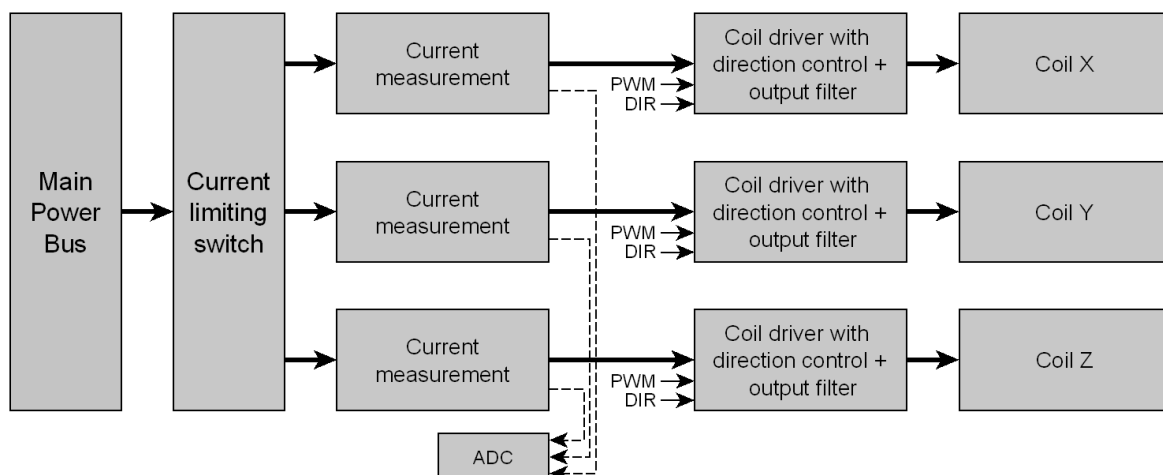 Main
Power
Bus
Current
limiting
switch
Current
measurement
PWM
DIR
Coil driver with
direction control +
output filter
Coil X
Current
measurement
PWM
DIR
Coil driver with
direction control +
output filter
Coil Y
Current
measurement
PWM
DIR
Coil driver with
direction control +
output filter
Coil Z
ADC